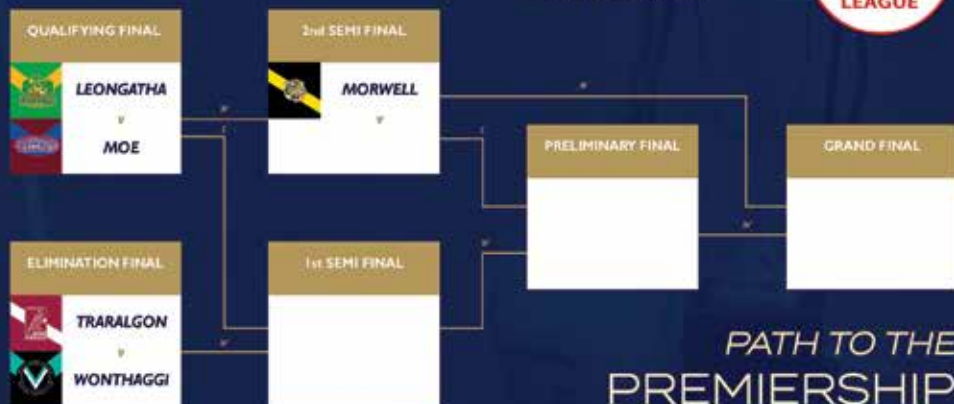 LEAGUE
QUALIFYING FINAL
LEONGATHA
v
MOE
2nd SEMI FINAL
MORWELL
v
PRELIMINARY FINAL
GRAND FINAL
ELIMINATION FINAL
TRARALGON
v
WONTHAGGI
1st SEMI FINAL
W
L
W
L
W
W
W
PATH TO THE
PREMIERSHIP